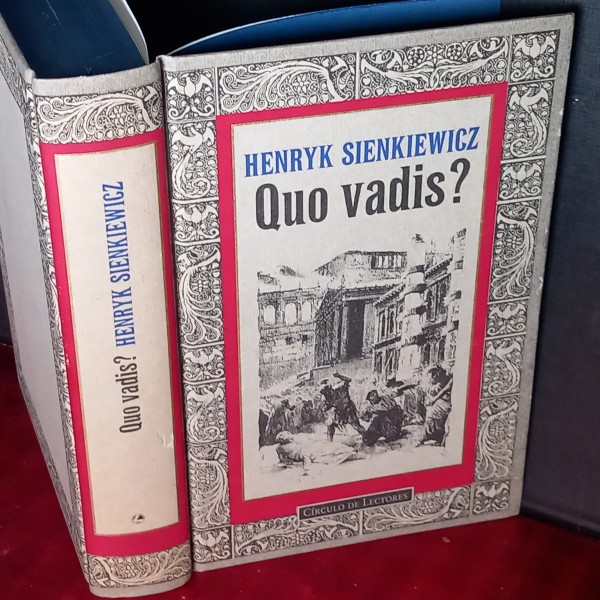 Quo vadis? HENRYK SIENKIEWICZ
HENRYK SIENKIEWICZ
Quo vadis?
CÍRCULO DE LECTORES